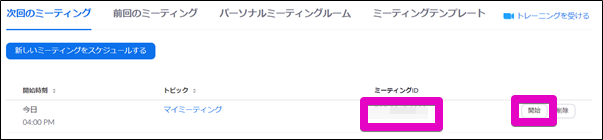 次回のミーティング 前回のミーティング パーソナルミーティングルーム ミーティングテンプレート トレーニングを受ける
新しいミーティングをスケジュールする
開始時刻 トピック ミーティングID
今日 マイミーティング 開始 削除
04:00 PM